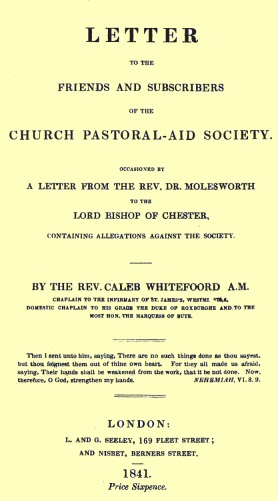 LETTER
TO THE
FRIENDS AND SUBSCRIBERS
OF THE
CHURCH PASTORAL-AID SOCIETY.
OCCASIONED BY
A LETTER FROM THE REV. DR. MOLESWORTH
TO THE
LORD BISHOP OF CHESTER,
CONTAINING ALLEGATIONS AGAINST THE SOCIETY.
BY THE REV. CALEB WHITEFOORD A.M.
CHAPLAIN TO THE INFIRMARY OF ST. JAMES'S,
DOMESTIC CHAPLAIN TO HIS GRACE THE DUKE OF ROXBURGHE AND TO THE
MOST HON. THE MARQUESS OF BUTE.
Then I sent unto him, saying, There are no such things done as thou sayest,
but thou feignest them out of thine own heart. For they all made us afraid,
saying, Their hands shall be weakened from the work, that it be not done. Now,
therefore, O God, strengthen my hands. NEHEMIAH, VI. 8. 9.
LONDON:
L. AND G. SEELEY, 169 FLEET STREET;
AND NISBET, BERNERS STREET.
1841.
Price Sixpence.